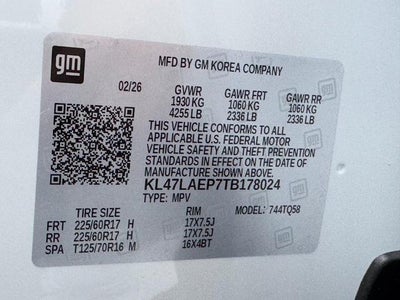 gm
MFD BY GM KOREA COMPANY
02/26 GVWR GAWR FRT GAWR RR
1930 KG 1060 KG 1060 KG
4255 LB 2336 LB 2336 LB
THIS VEHICLE CONFORMS TO ALL
APPLICABLE U.S. FEDERAL MOTOR
VEHICLE SAFETY AND THEFT PREVENTION
STANDARDS IN EFFECT ON THE DATE OF
MANUFACTURE SHOWN ABOVE.
KL47LAEP7TB178024
TYPE: MPV
TIRE SIZE RIM 744TQ58
FRT 225/60R17 H 17X7.5J
RR 225/60R17 H 17X7.5J
SPA T125/70R16 M 16X4BT